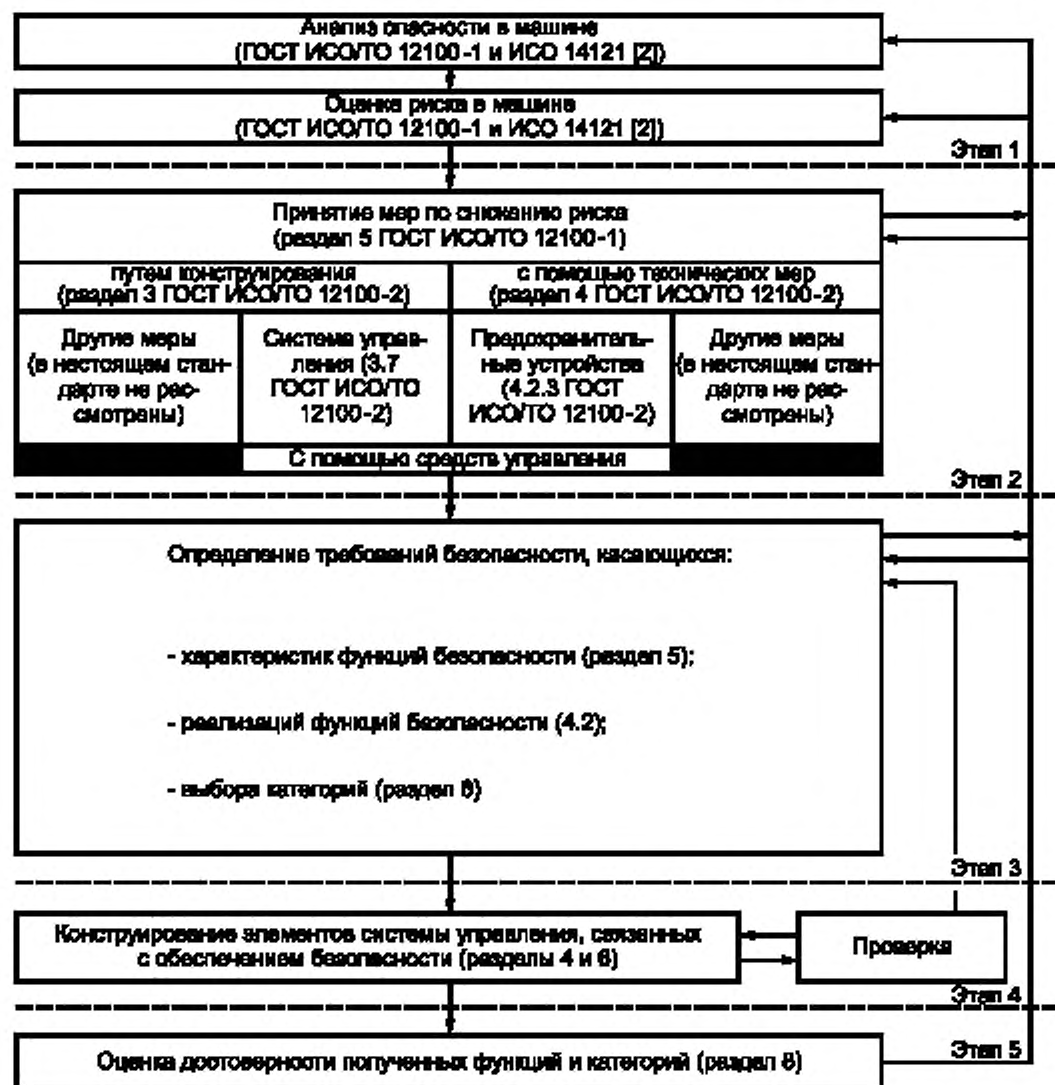 Анализ опасности в машине
(ГОСТ ИСО/ТО 12100-1 и ИСО 14121 [2])
Оценка риска в машине
(ГОСТ ИСО/ТО 12100-1 и ИСО 14121 [2])
Этап 1
Принятие мер по снижению риска
(раздел 5 ГОСТ ИСО/ТО 12100-1)
путем конструирования
(раздел 3 ГОСТ ИСО/ТО 12100-2)
с помощью технических мер
(раздел 4 ГОСТ ИСО/ТО 12100-2)
Другие меры
(в настоящем стан-
дарте не рас-
смотрены)
Система управ-
ления (3.7
ГОСТ ИСО/ТО
12100-2)
Предохранитель-
ные устройства
(4.2.3 ГОСТ
ИСО/ТО 12100-2)
Другие меры
(в настоящем стан-
дарте не рас-
смотрены)
С помощью средств управления
Этап 2
Определение требований безопасности, касающихся:
- характеристик функций безопасности (раздел 5);
- реализаций функций безопасности (4.2);
- выбора категорий (раздел 6)
Этап 3
Конструирование элементов системы управления, связанных
с обеспечением безопасности (разделы 4 и 6)
Проверка
Этап 4
Оценка достоверности полученных функций и категорий (раздел 8)
Этап 5